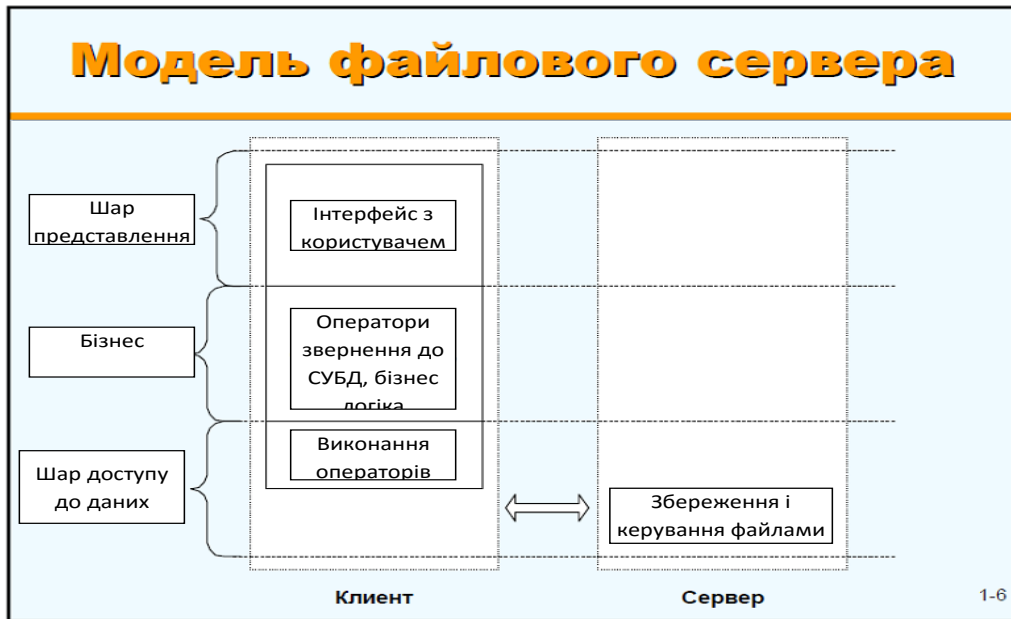 Модель файлового сервера
Шар
представлення
Інтерфейс з
користувачем
Бізнес
Оператори
звернення до
СУБД, бізнес
логіка
Шар доступу
до даних
Виконання
операторів
Збереження і
керування файлами
Клиент
Сервер
1-6